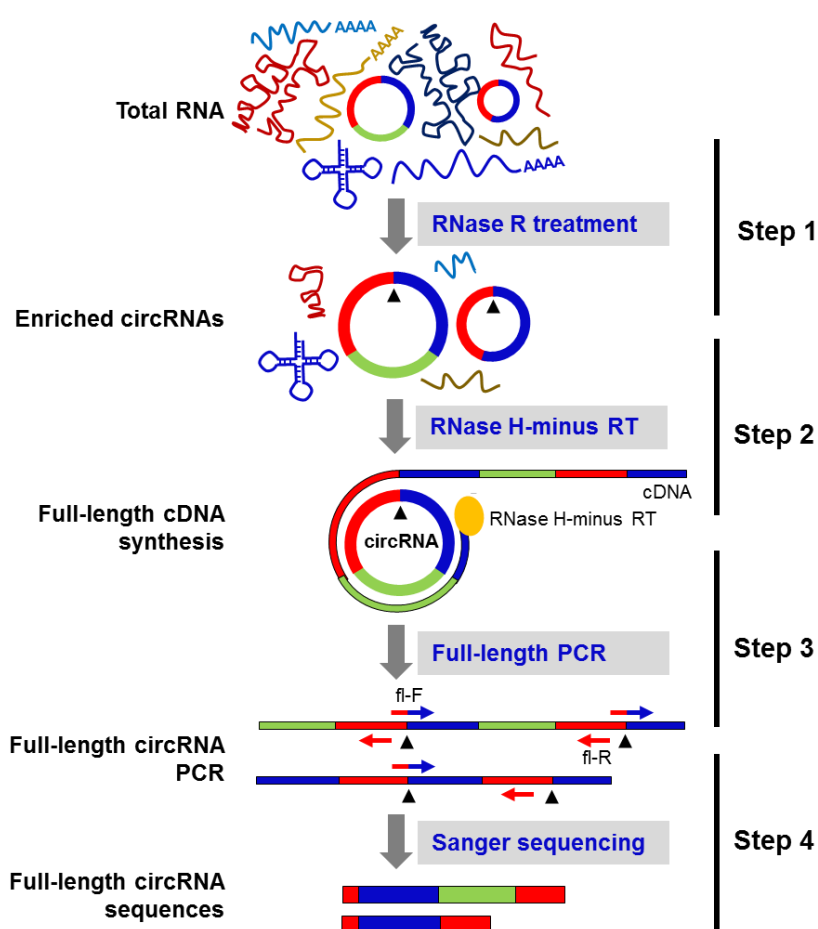 AAAA
AAAA
Total RNA
AAAA
RNase R treatment
Step 1
Enriched circRNAs
RNase H-minus RT
Step 2
cDNA
Full-length cDNA
synthesis
circRNA
RNase H-minus RT
Full-length PCR
Step 3
fl-F
Full-length circRNA
PCR
fl-R
Sanger sequencing
Step 4
Full-length circRNA
sequences